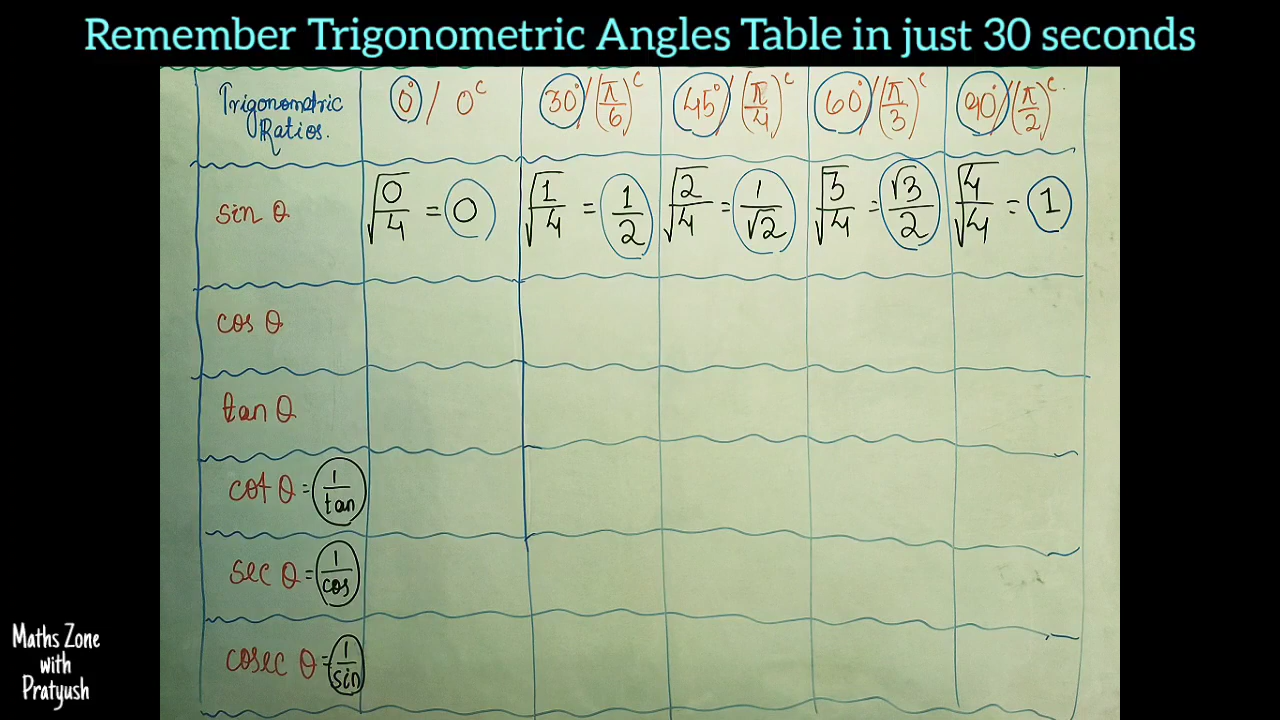 Remember Trigonometric Angles Table in just 30 seconds
Trigonometric Ratios. 0° / 0ᶜ 30°/(π/6)ᶜ 45°/(π/4)ᶜ 60°/(π/3)ᶜ 90°/(π/2)ᶜ
sin θ √(0/4) = 0 √(1/4) = 1/2 √(2/4) = 1/√2 √(3/4) = √3/2 √(4/4) = 1
cos θ
tan θ
cot θ = 1/tan
sec θ = 1/cos
cosec θ = 1/sin
Maths Zone
with
Pratyush